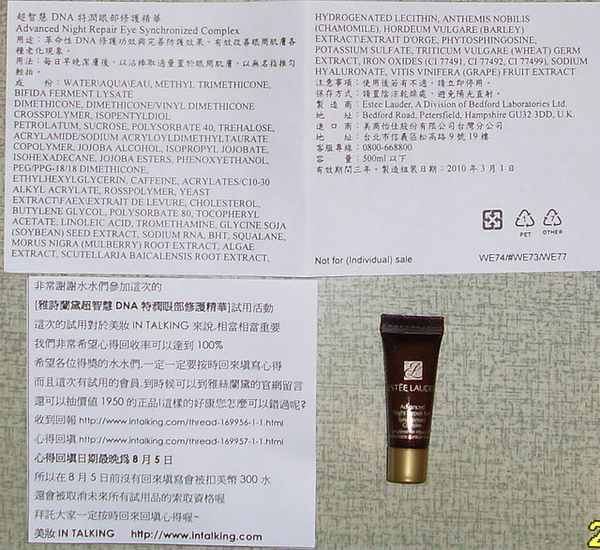 超智慧 DNA 特潤眼部修護精華
Advanced Night Repair Eye Synchronized Complex
用途：革命性 DNA 修護功效與完善防護效果，有效改善眼周肌膚各種老化現象。
用法：每日早晚潔膚後，以沾棒取適量置於眼周肌膚，以無名指推勻輕拍。
成　份：WATER\AQUA\EAU, METHYL TRIMETHICONE,
BIFIDA FERMENT LYSATE
DIMETHICONE, DIMETHICONE/VINYL DIMETHICONE
CROSSPOLYMER, ISOPENTYLDIOL
PETROLATUM, SUCROSE, POLYSORBATE 40, TREHALOSE,
ACRYLAMIDE/SODIUM ACRYLOYLDIMETHYLTAURATE
COPOLYMER, JOJOBA ALCOHOL, ISOPROPYL JOJOBATE,
ISOHEXADECANE, JOJOBA ESTERS, PHENOXYETHANOL,
PEG/PPG-18/18 DIMETHICONE,
ETHYLHEXYLGLYCERIN, CAFFEINE, ACRYLATES/C10-30
ALKYL ACRYLATE, ROSSPOLYMER, YEAST
EXTRACT\FAEX\EXTRAIT DE LEVURE, CHOLESTEROL,
BUTYLENE GLYCOL, POLYSORBATE 80, TOCOPHERYL
ACETATE, LINOLEIC ACID, TROMETHAMINE, GLYCINE SOJA
(SOYBEAN) SEED EXTRACT, SODIUM RNA, BHT, SQUALANE,
MORUS NIGRA (MULBERRY) ROOT EXTRACT, ALGAE
EXTRACT, SCUTELLARIA BAICALENSIS ROOT EXTRACT,
HYDROGENATED LECITHIN, ANTHEMIS NOBILIS
(CHAMOMILE), HORDEUM VULGARE (BARLEY)
EXTRACT\EXTRAIT D'ORGE, PHYTOSPHINGOSINE,
POTASSIUM SULFATE, TRITICUM VULGARE (WHEAT) GERM
EXTRACT, IRON OXIDES (CI 77491, CI 77492, CI 77499), SODIUM
HYALURONATE, VITIS VINIFERA (GRAPE) FRUIT EXTRACT
注意事項：使用後若有不適，請立即停用。
保存方式：請置陰涼乾燥處，避免陽光直射。
製 造 商：Estee Lauder, A Division of Bedford Laboratories Ltd.
地　址：Bedford Road, Petersfield, Hampshire GU32 3DD, U.K.
進 口 商：美商怡佳股份有限公司台灣分公司
地　址：台北市信義區松高路 9 號 19 樓
客服專線：0800-668800
容　量：500ml 以下
有效期間三年。製造組裝日期：2010 年 3 月 1 日
PET
OTHER
Not for (Individual) sale
WE74/#WE73/WE77
非常謝謝水水們參加這次的
[雅詩蘭黛超智慧 DNA 特潤眼部修護精華]試用活動
這次的試用對於美妝 IN TALKING 來說,相當相當重要
我們非常希望心得回收率可以達到 100%
希望各位得獎的水水們,一定一定要按時回來填寫心得
而且這次有試用的會員,到時候可以到雅絲蘭黛的官網留言
還可以抽價值 1950 的正品!這樣的好康您怎麼可以錯過呢?
收到回報 http://www.intalking.com/thread-169956-1-1.html
心得回填 http://www.intalking.com/thread-169957-1-1.html
心得回填日期最晚為 8 月 5 日
所以在 8 月 5 日前沒有回來填寫會被扣美幣 300 水
還會被取消未來所有試用品的索取資格喔
拜託大家一定按時回來回填心得喔~
美妝 IN TALKING http://www.intalking.com
ESTEE LAUDER
Advanced
Night Repair Eye
2